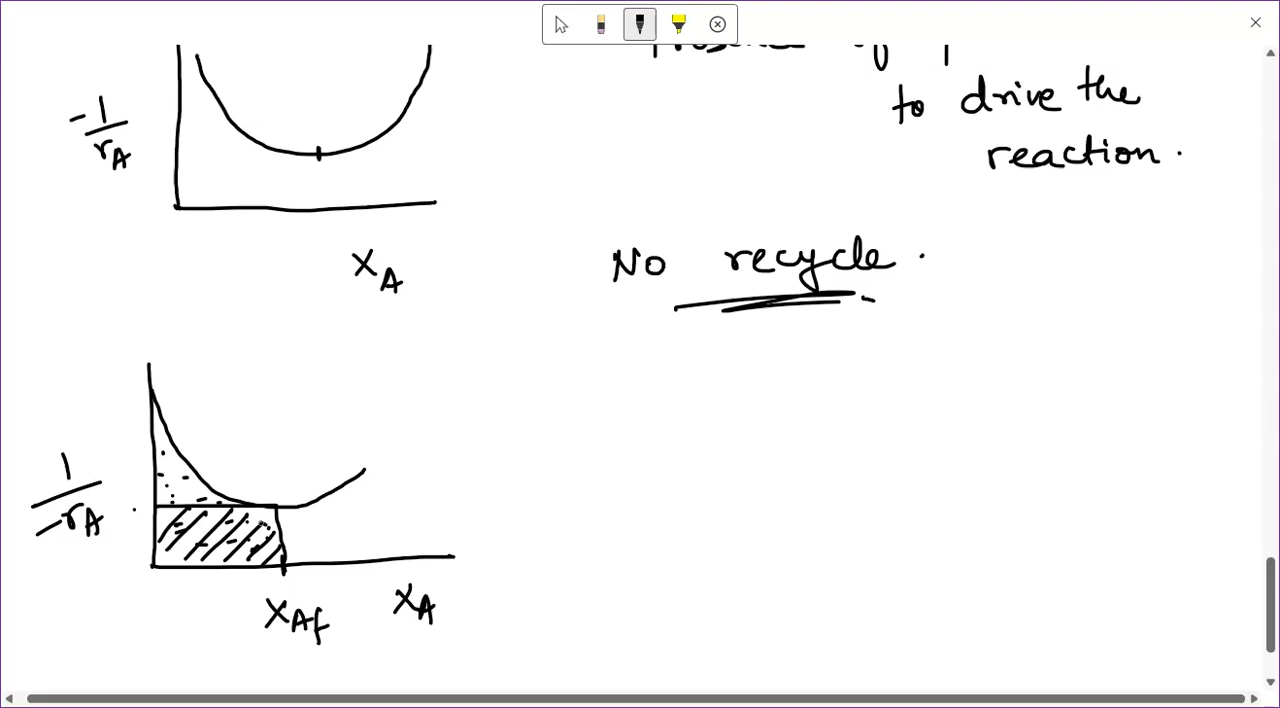 to drive the
reaction.
-1/rA
XA
No recycle.
1/-rA
XAf
XA